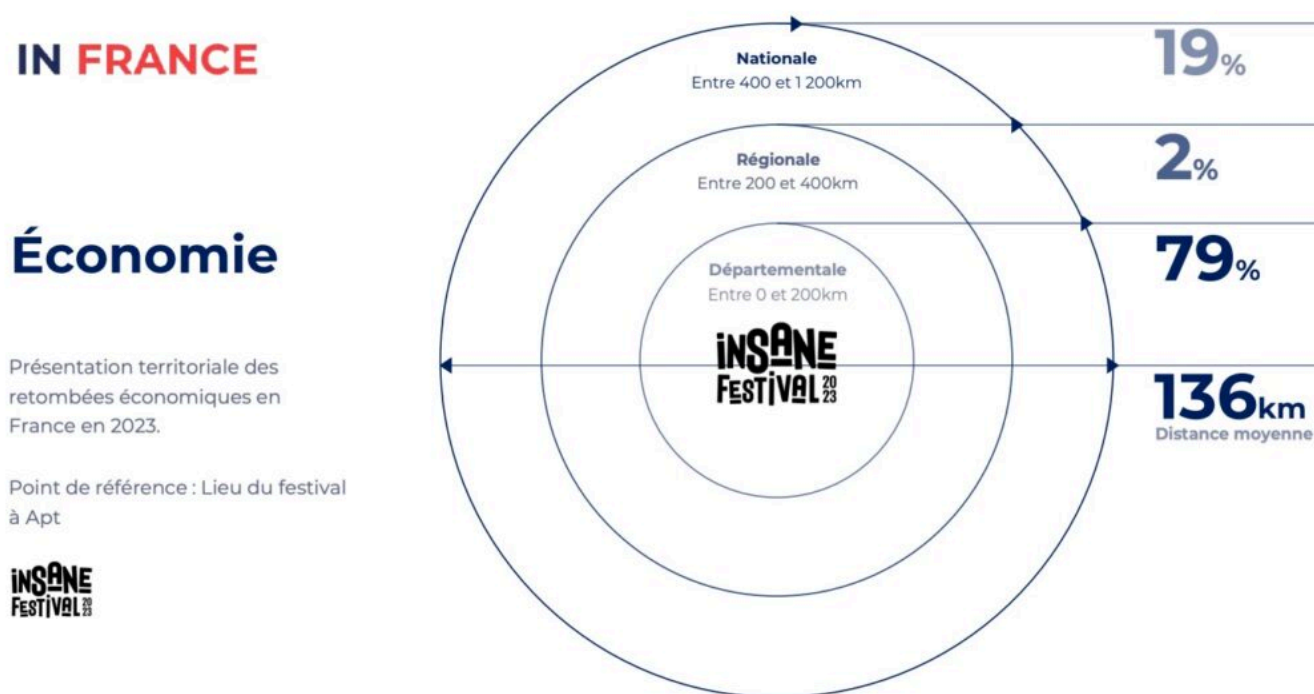 IN FRANCE
Économie
Présentation territoriale des
retombées économiques en
France en 2023.
Point de référence : Lieu du festival
à Apt
INSANE
FESTIVAL 2023
Nationale
Entre 400 et 1 200km
Régionale
Entre 200 et 400km
Départementale
Entre 0 et 200km
INSANE
FESTIVAL 2023
19%
2%
79%
136km
Distance moyenne